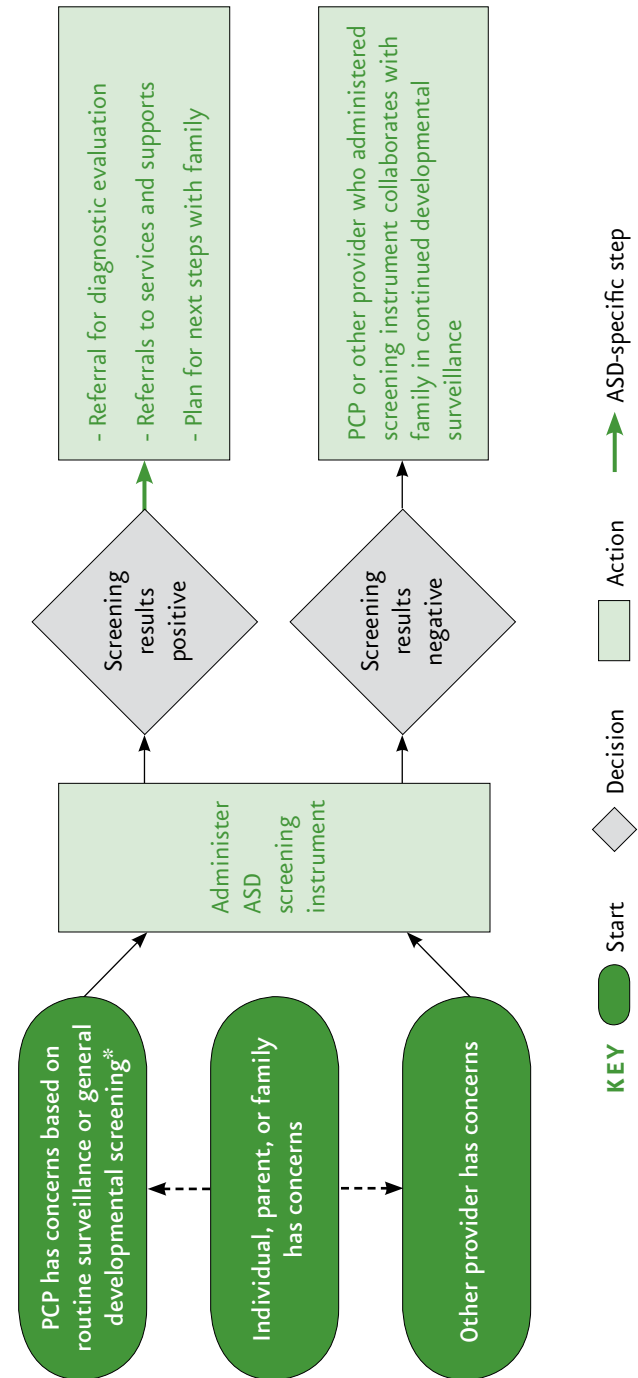 PCP has concerns based on
routine surveillance or general
developmental screening*
Individual, parent, or family
has concerns
Other provider has concerns
Administer
ASD
screening
instrument
Screening
results
positive
Screening
results
negative
- Referral for diagnostic evaluation
- Referrals to services and supports
- Plan for next steps with family
PCP or other provider who administered
screening instrument collaborates with
family in continued developmental
surveillance
KEY
Start
Decision
Action
ASD-specific step